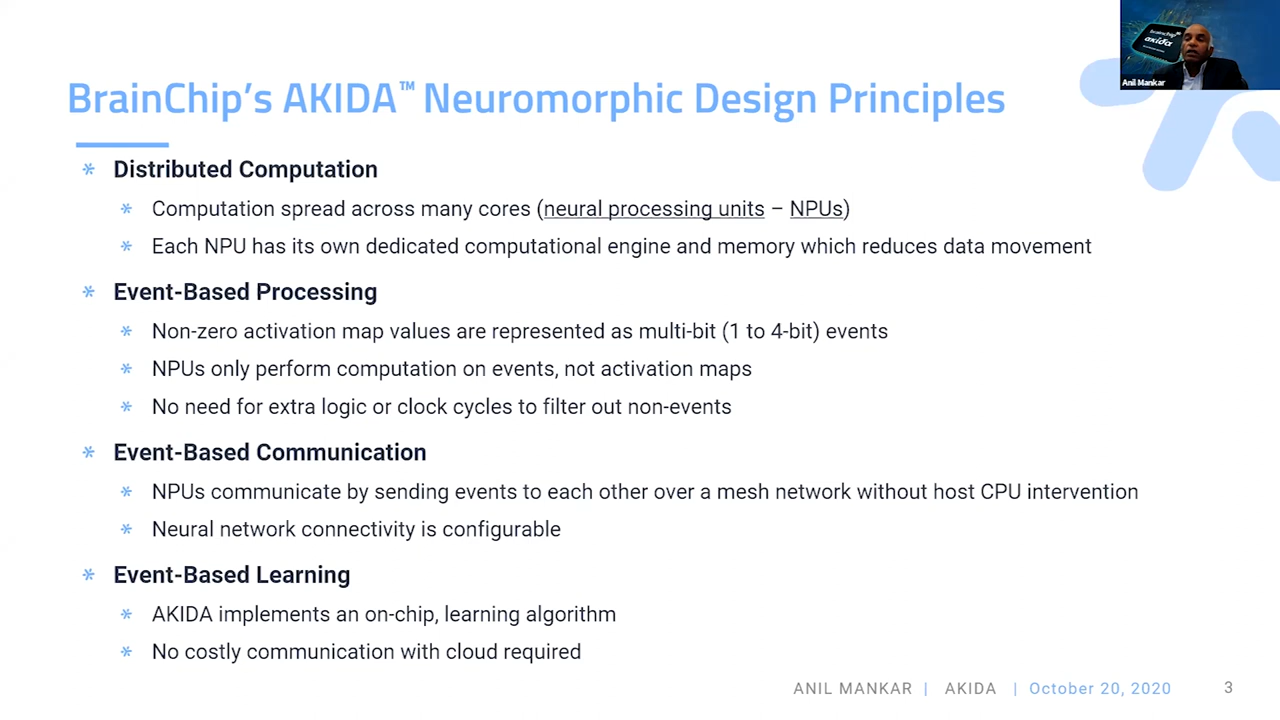 brainchip
akida
Anil Mankar
BrainChip's AKIDA™ Neuromorphic Design Principles
* Distributed Computation
* Computation spread across many cores (neural processing units – NPUs)
* Each NPU has its own dedicated computational engine and memory which reduces data movement
* Event-Based Processing
* Non-zero activation map values are represented as multi-bit (1 to 4-bit) events
* NPUs only perform computation on events, not activation maps
* No need for extra logic or clock cycles to filter out non-events
* Event-Based Communication
* NPUs communicate by sending events to each other over a mesh network without host CPU intervention
* Neural network connectivity is configurable
* Event-Based Learning
* AKIDA implements an on-chip, learning algorithm
* No costly communication with cloud required
ANIL MANKAR | AKIDA | October 20, 2020 3